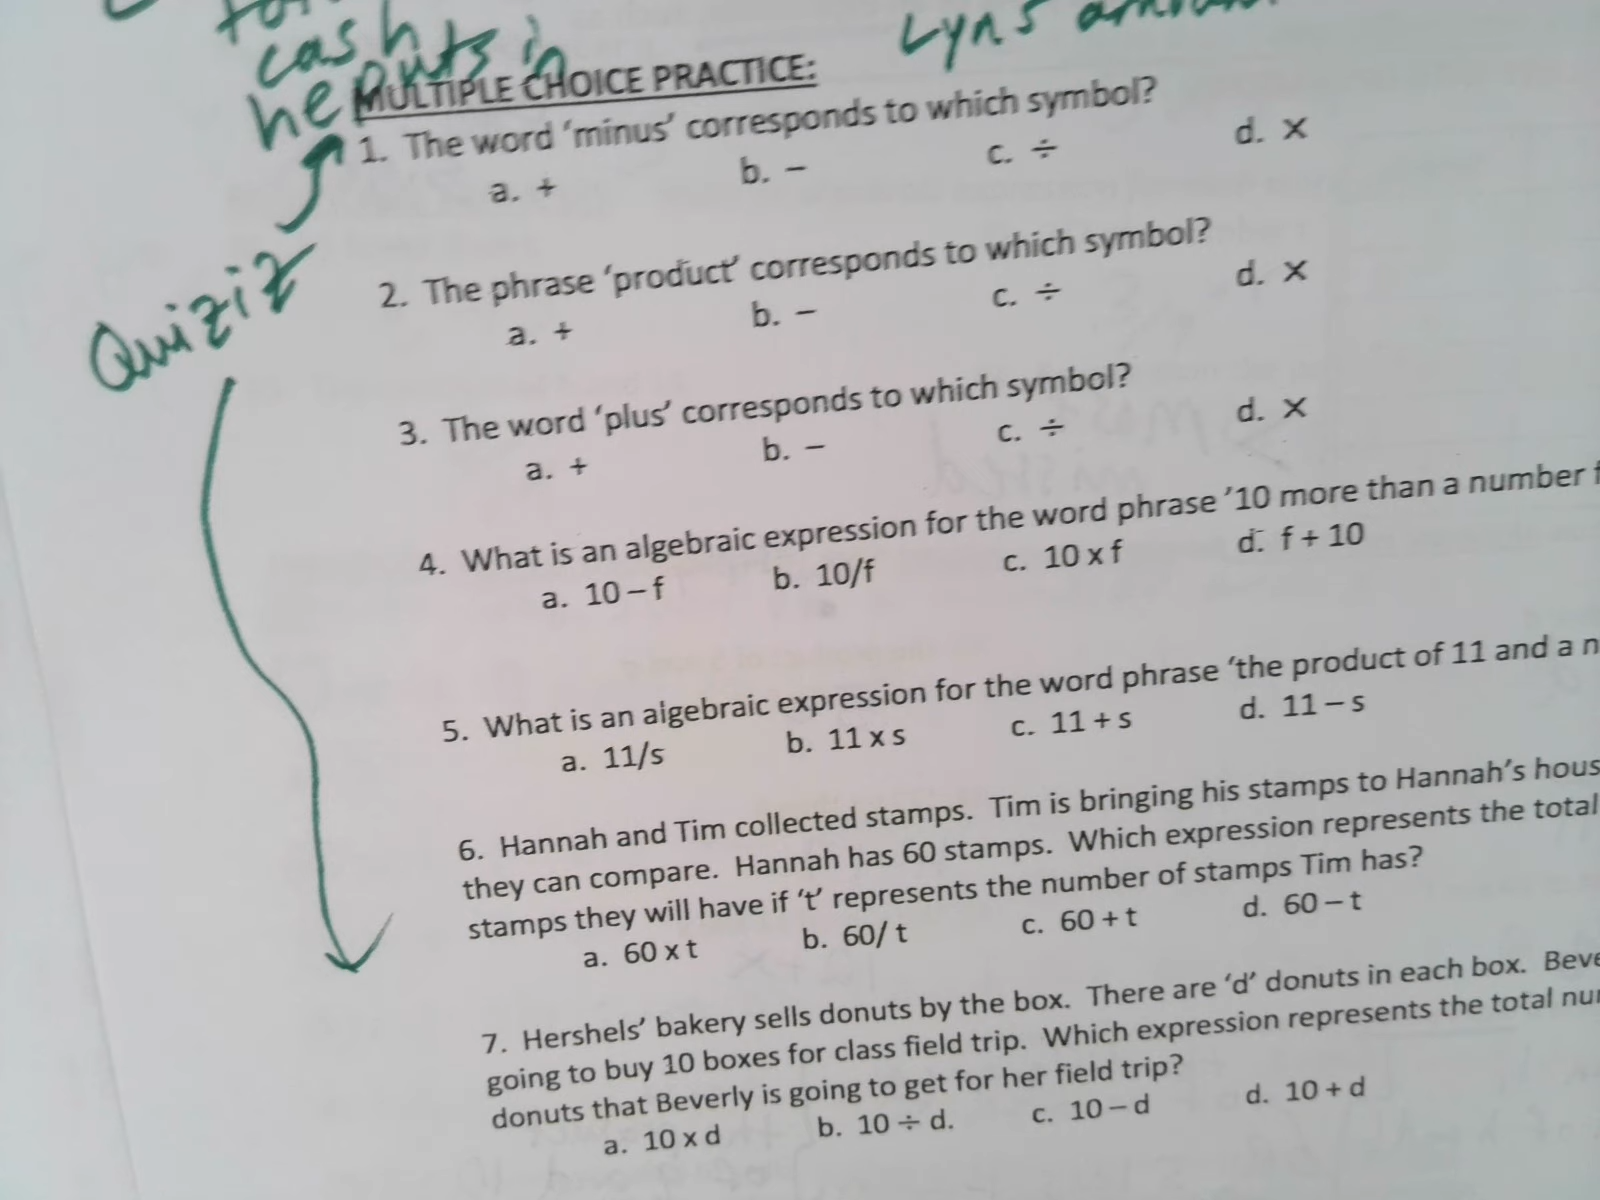 cash
he puts in
Lyn's
MULTIPLE CHOICE PRACTICE:
1. The word ‘minus’ corresponds to which symbol?
a. + b. – c. ÷ d. x
Quiziz
2. The phrase ‘product’ corresponds to which symbol?
a. + b. – c. ÷ d. x
3. The word ‘plus’ corresponds to which symbol?
a. + b. – c. ÷ d. x
4. What is an algebraic expression for the word phrase ’10 more than a number f
a. 10 – f b. 10/f c. 10 x f d. f + 10
5. What is an algebraic expression for the word phrase ‘the product of 11 and a n
a. 11/s b. 11 x s c. 11 + s d. 11 – s
6. Hannah and Tim collected stamps. Tim is bringing his stamps to Hannah’s hous
they can compare. Hannah has 60 stamps. Which expression represents the total
stamps they will have if ‘t’ represents the number of stamps Tim has?
a. 60 x t b. 60/ t c. 60 + t d. 60 – t
7. Hershels’ bakery sells donuts by the box. There are ‘d’ donuts in each box. Beve
going to buy 10 boxes for class field trip. Which expression represents the total nu
donuts that Beverly is going to get for her field trip?
a. 10 x d b. 10 ÷ d. c. 10 – d d. 10 + d